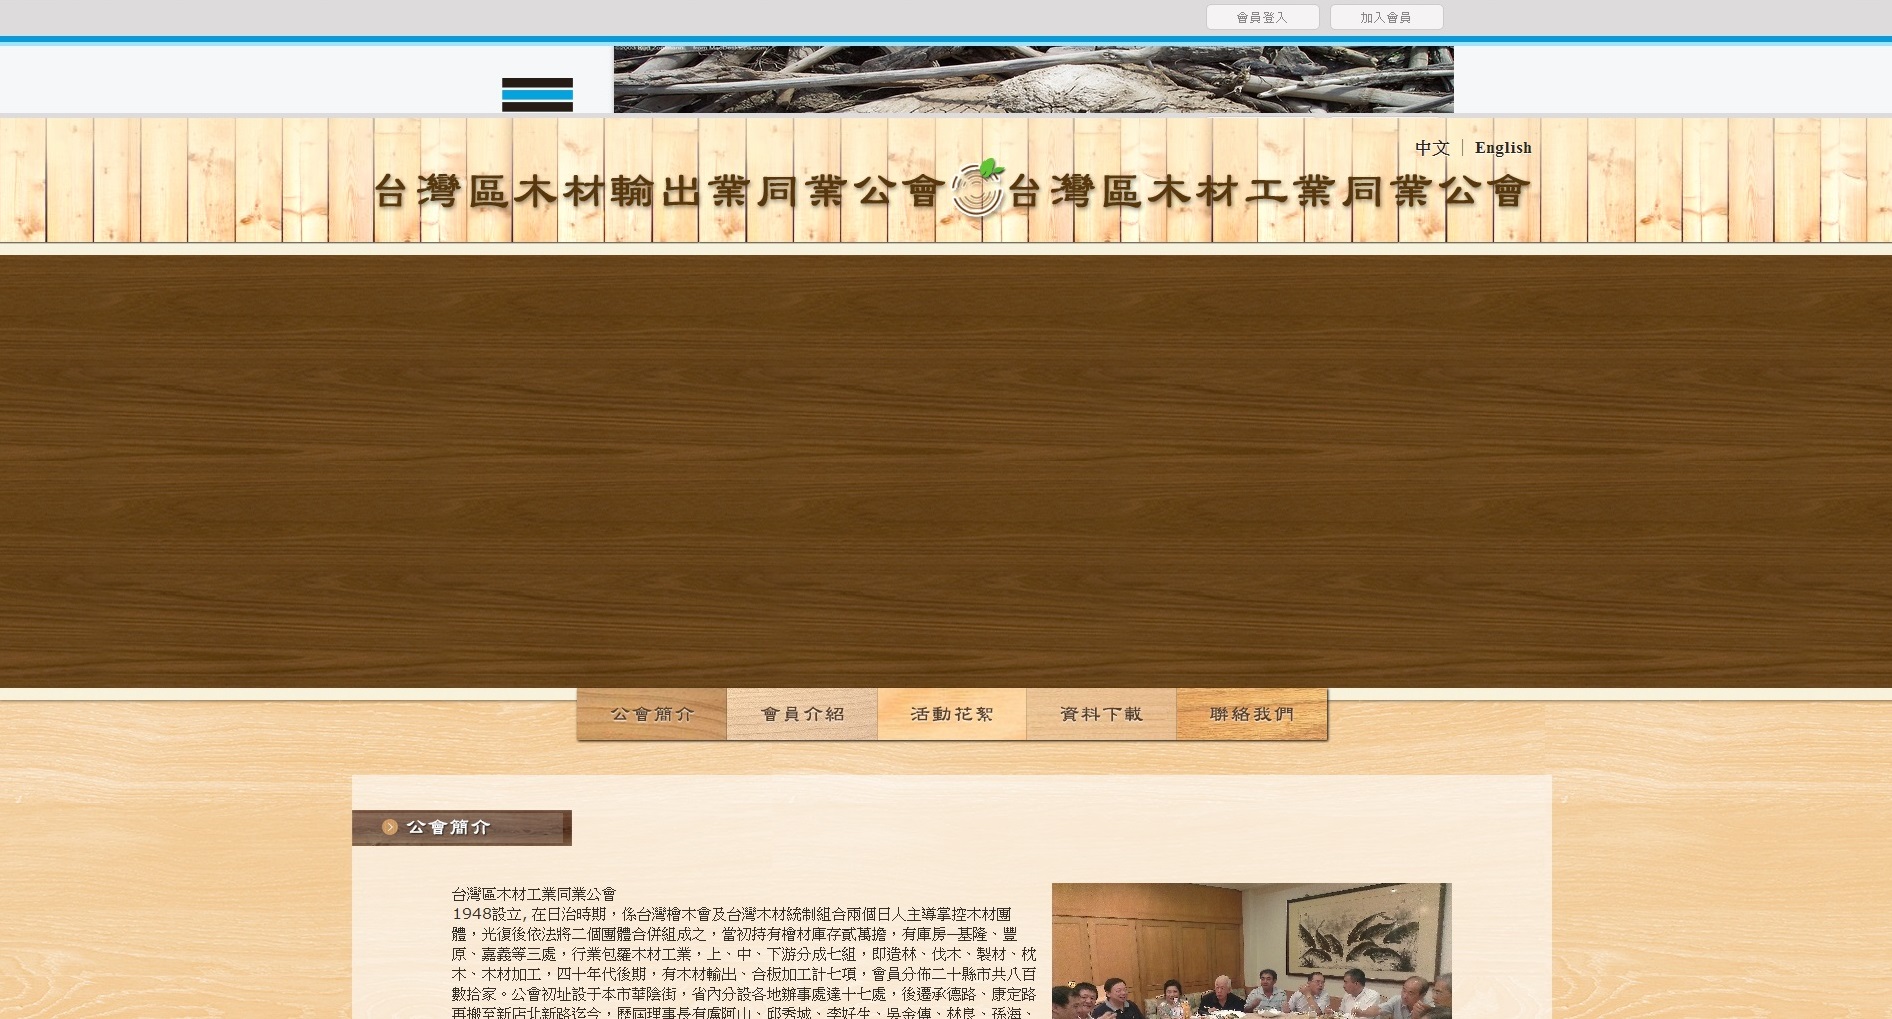 會員登入 加入會員
©2003 from MacDesktops.com
中文 English
台灣區木材輸出業同業公會 台灣區木材工業同業公會
公會簡介 會員介紹 活動花絮 資料下載 聯絡我們
公會簡介
台灣區木材工業同業公會
1948設立, 在日治時期，係台灣檜木會及台灣木材統制組合兩個日人主導掌控木材團
體，光復後依法將二個團體合併組成之，當初持有檜材庫存貳萬擔，有庫房─基隆、豐
原、嘉義等三處，行業包羅木材工業，上、中、下游分成七組，即造林、伐木、製材、枕
木、木材加工，四十年代後期，有木材輸出、合板加工計七項，會員分佈二十縣市共八百
數拾家。公會初址設于本市華陰街，省內分設各地辦事處達十七處，後遷承德路、康定路
再搬至新店北新路迄今，歷屆理事長有盧阿山、邱秀城、李好生、吳金傳、林良、孫海、